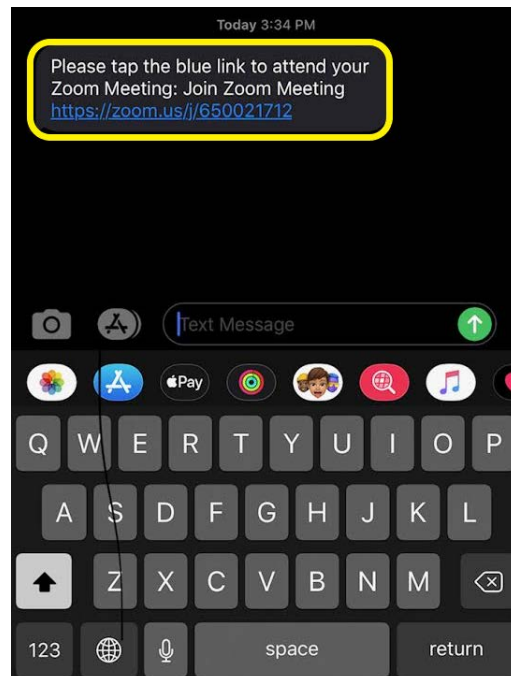 Today 3:34 PM
Please tap the blue link to attend your
Zoom Meeting: Join Zoom Meeting
https://zoom.us/j/650021712
Text Message
Pay
Q W E R T Y U I O P
A S D F G H J K L
Z X C V B N M
123 space return